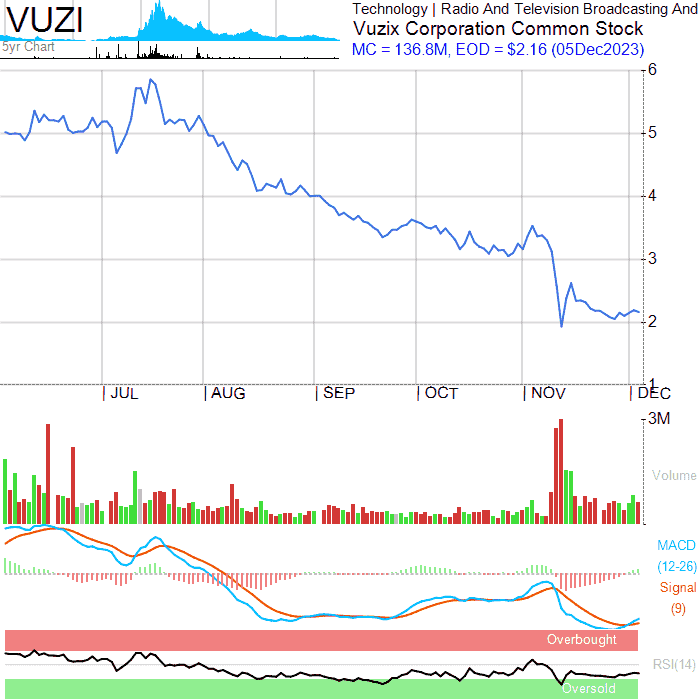 VUZI
5yr Chart
Technology | Radio And Television Broadcasting And
Vuzix Corporation Common Stock
MC = 136.8M, EOD = $2.16 (05Dec2023)
6
5
4
3
2
1
JUL AUG SEP OCT NOV DEC
3M
Volume
MACD
(12-26)
Signal
(9)
Overbought
RSI(14)
Oversold